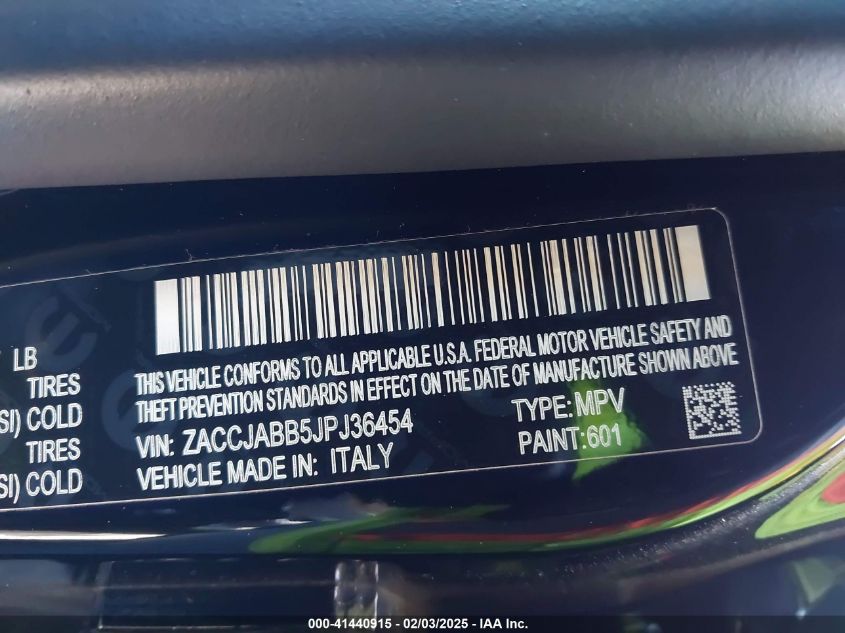 LB
TIRES
SI) COLD
TIRES
SI) COLD
THIS VEHICLE CONFORMS TO ALL APPLICABLE U.S.A. FEDERAL MOTOR VEHICLE SAFETY AND
THEFT PREVENTION STANDARDS IN EFFECT ON THE DATE OF MANUFACTURE SHOWN ABOVE
VIN: ZACCJABB5JPJ36454 TYPE: MPV
VEHICLE MADE IN: ITALY PAINT: 601
000-41440915 - 02/03/2025 - IAA Inc.